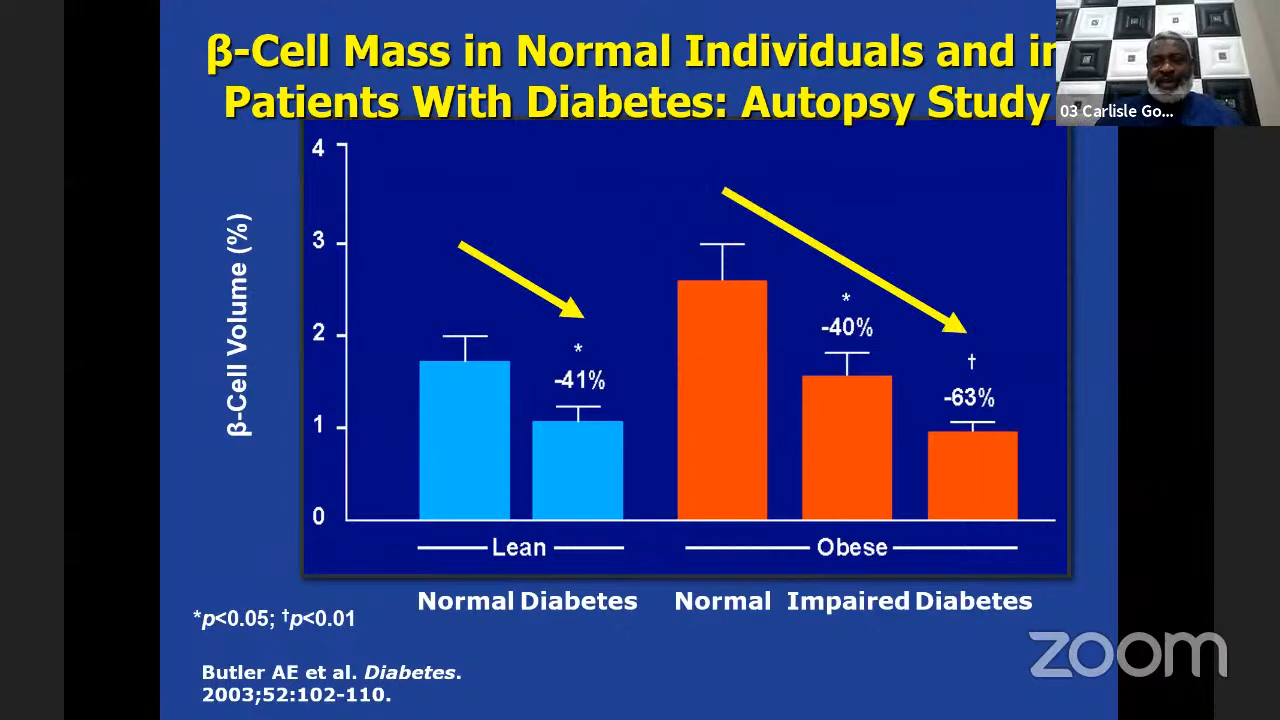 β-Cell Mass in Normal Individuals and in
Patients With Diabetes: Autopsy Study
03 Carlisle Go...
β-Cell Volume (%)
4
3
2
1
0
*
-41%
*
-40%
†
-63%
Lean
Obese
Normal Diabetes
Normal Impaired Diabetes
*p<0.05; †p<0.01
Butler AE et al. Diabetes.
2003;52:102-110.
zoom